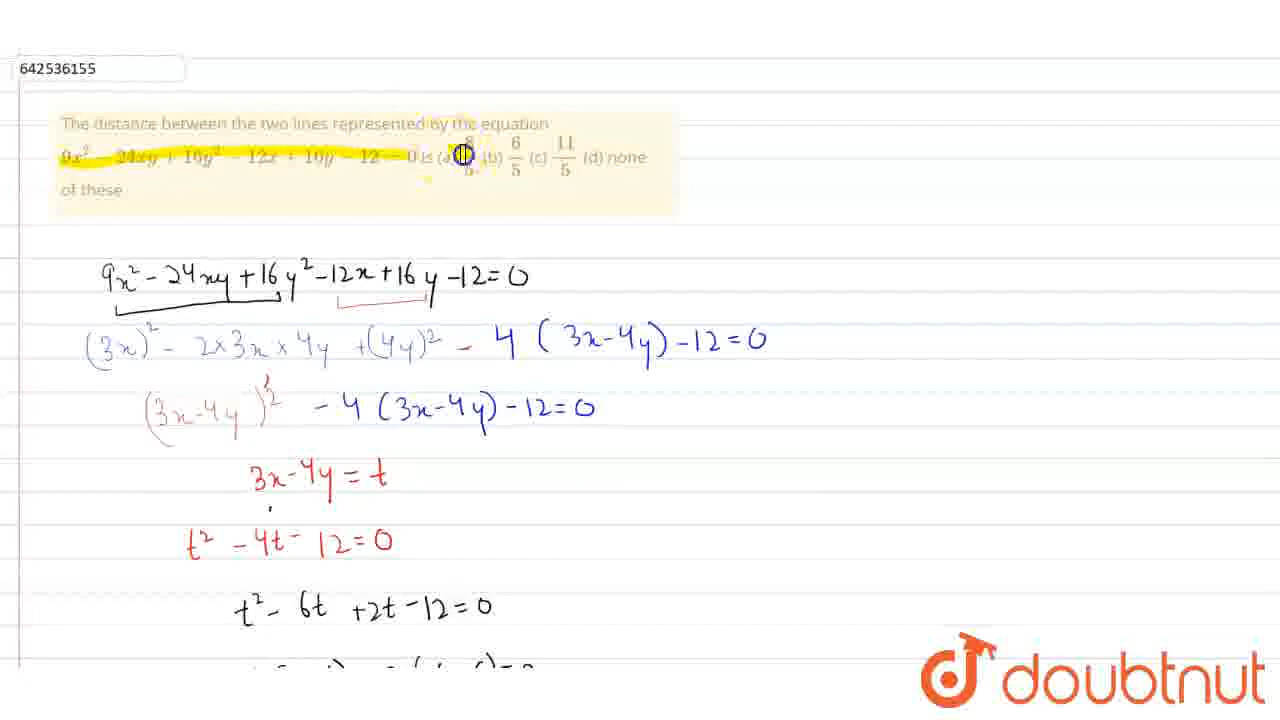 642536155
The distance between the two lines represented by the equation
9x² − 24xy + 16y² − 12x + 16y − 12 = 0 is (a) 8/5 (b) 6/5 (c) 11/5 (d) none
of these
9x² - 24xy + 16y² - 12x + 16y - 12 = 0
(3x)² - 2×3x×4y + (4y)² - 4(3x-4y) - 12 = 0
(3x-4y)² - 4(3x-4y) - 12 = 0
3x-4y = t
t² - 4t - 12 = 0
t² - 6t + 2t - 12 = 0
doubtnut